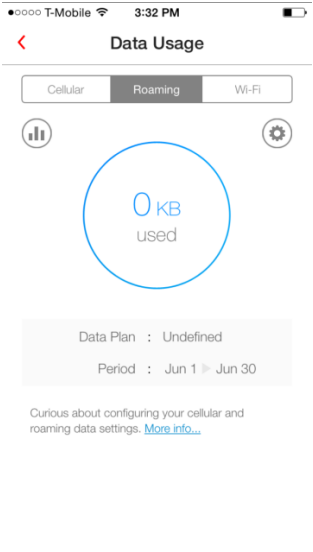 T-Mobile 3:32 PM
Data Usage
Cellular Roaming Wi-Fi
0 KB
used
Data Plan : Undefined
Period : Jun 1 Jun 30
Curious about configuring your cellular and
roaming data settings. More info...